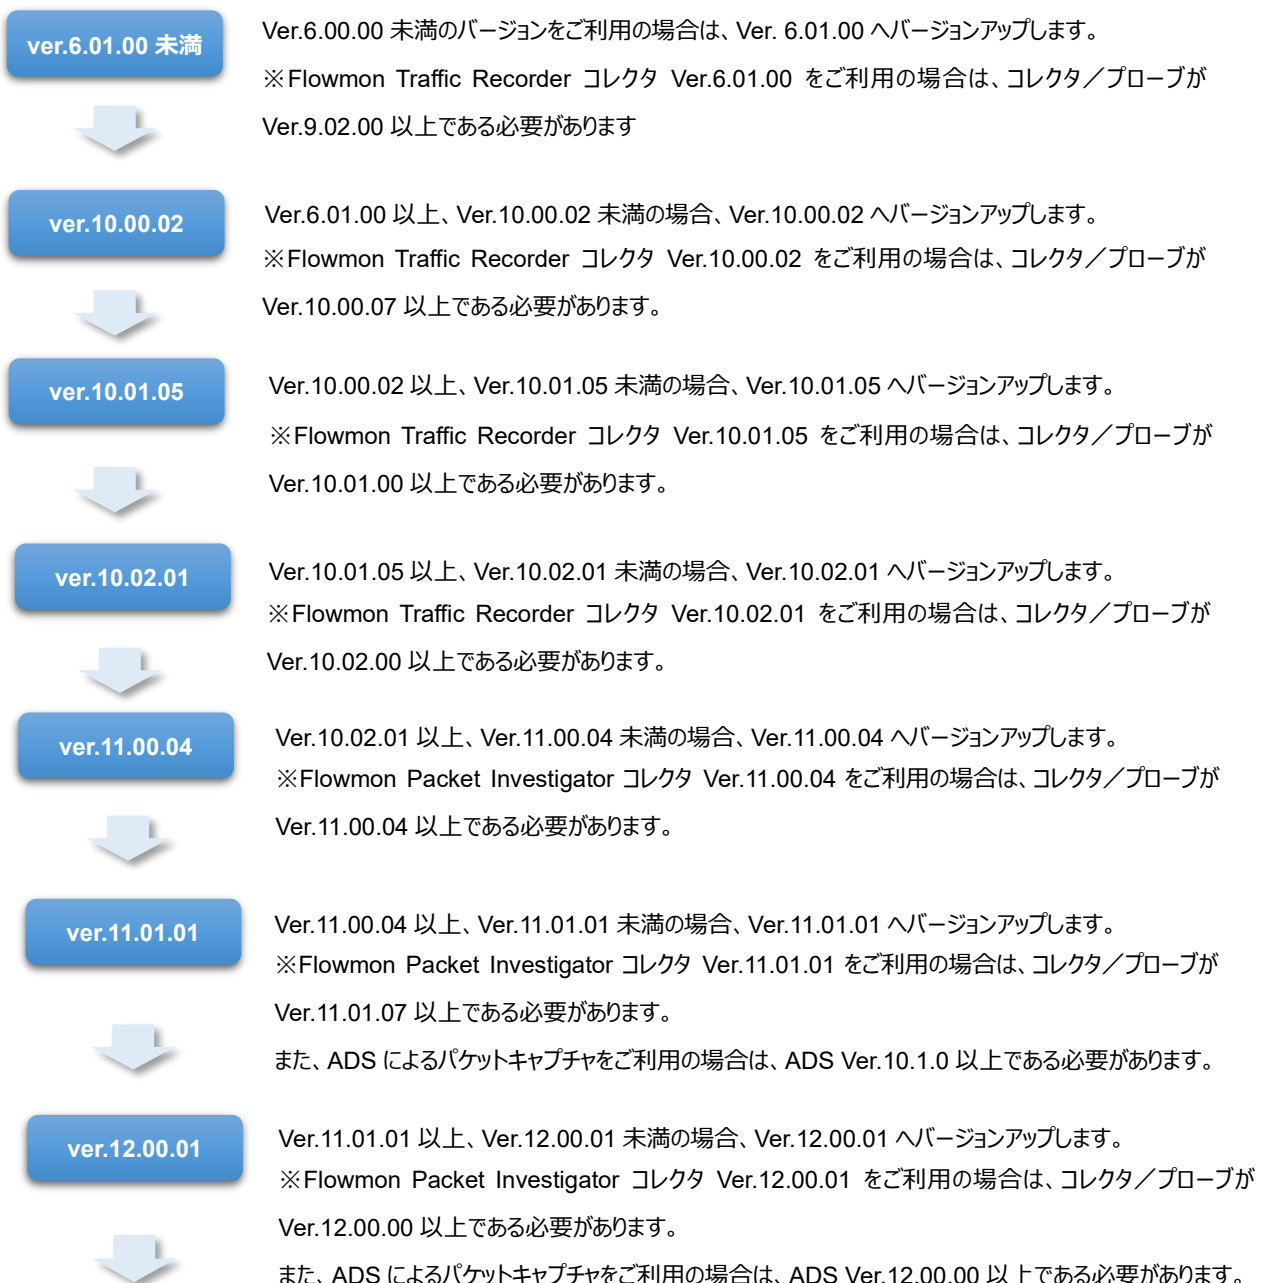 ver.6.01.00 未満
Ver.6.00.00 未満のバージョンをご利用の場合は、Ver. 6.01.00 へバージョンアップします。
※Flowmon Traffic Recorder コレクタ Ver.6.01.00 をご利用の場合は、コレクタ／プローブが
Ver.9.02.00 以上である必要があります
ver.10.00.02
Ver.6.01.00 以上、Ver.10.00.02 未満の場合、Ver.10.00.02 へバージョンアップします。
※Flowmon Traffic Recorder コレクタ Ver.10.00.02 をご利用の場合は、コレクタ／プローブが
Ver.10.00.07 以上である必要があります。
ver.10.01.05
Ver.10.00.02 以上、Ver.10.01.05 未満の場合、Ver.10.01.05 へバージョンアップします。
※Flowmon Traffic Recorder コレクタ Ver.10.01.05 をご利用の場合は、コレクタ／プローブが
Ver.10.01.00 以上である必要があります。
ver.10.02.01
Ver.10.01.05 以上、Ver.10.02.01 未満の場合、Ver.10.02.01 へバージョンアップします。
※Flowmon Traffic Recorder コレクタ Ver.10.02.01 をご利用の場合は、コレクタ／プローブが
Ver.10.02.00 以上である必要があります。
ver.11.00.04
Ver.10.02.01 以上、Ver.11.00.04 未満の場合、Ver.11.00.04 へバージョンアップします。
※Flowmon Packet Investigator コレクタ Ver.11.00.04 をご利用の場合は、コレクタ／プローブが
Ver.11.00.04 以上である必要があります。
ver.11.01.01
Ver.11.00.04 以上、Ver.11.01.01 未満の場合、Ver.11.01.01 へバージョンアップします。
※Flowmon Packet Investigator コレクタ Ver.11.01.01 をご利用の場合は、コレクタ／プローブが
Ver.11.01.07 以上である必要があります。
また、ADS によるパケットキャプチャをご利用の場合は、ADS Ver.10.1.0 以上である必要があります。
ver.12.00.01
Ver.11.01.01 以上、Ver.12.00.01 未満の場合、Ver.12.00.01 へバージョンアップします。
※Flowmon Packet Investigator コレクタ Ver.12.00.01 をご利用の場合は、コレクタ／プローブが
Ver.12.00.00 以上である必要があります。
また、ADS によるパケットキャプチャをご利用の場合は、ADS Ver.12.00.00 以上である必要があります。